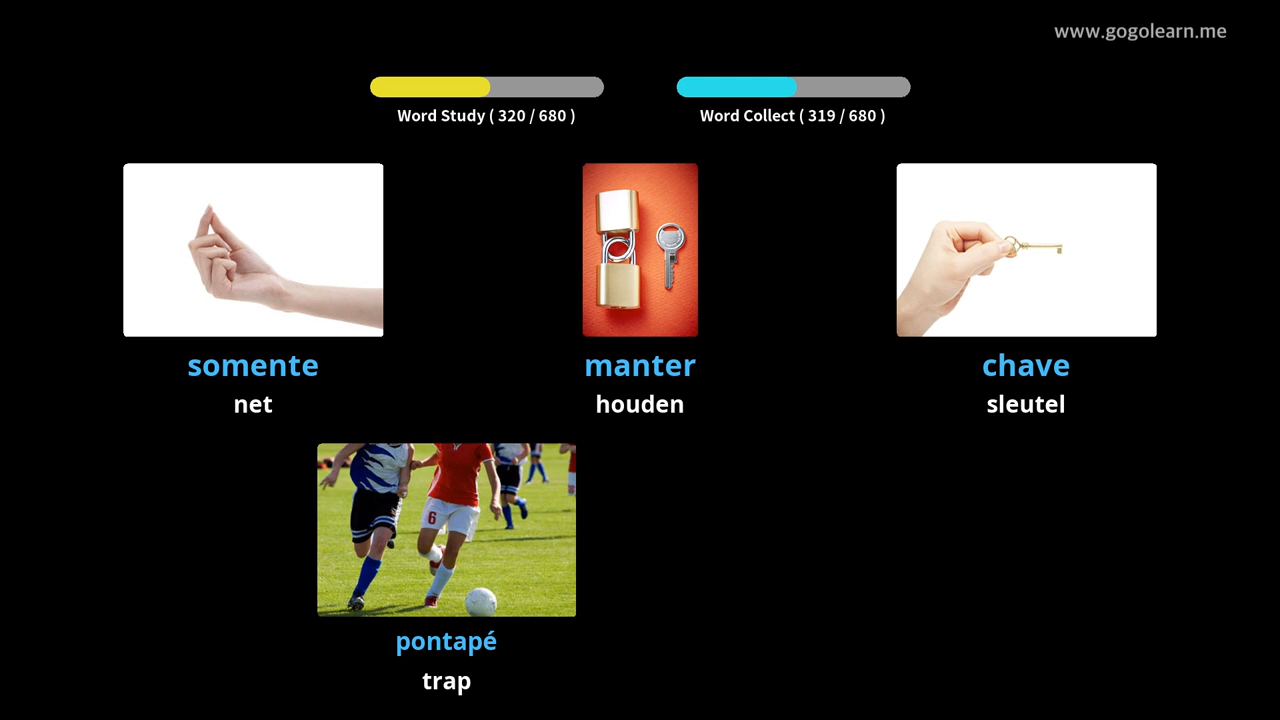 www.gogolearn.me
Word Study ( 320 / 680 )
Word Collect ( 319 / 680 )
somente
net
manter
houden
chave
sleutel
6
pontapé
trap